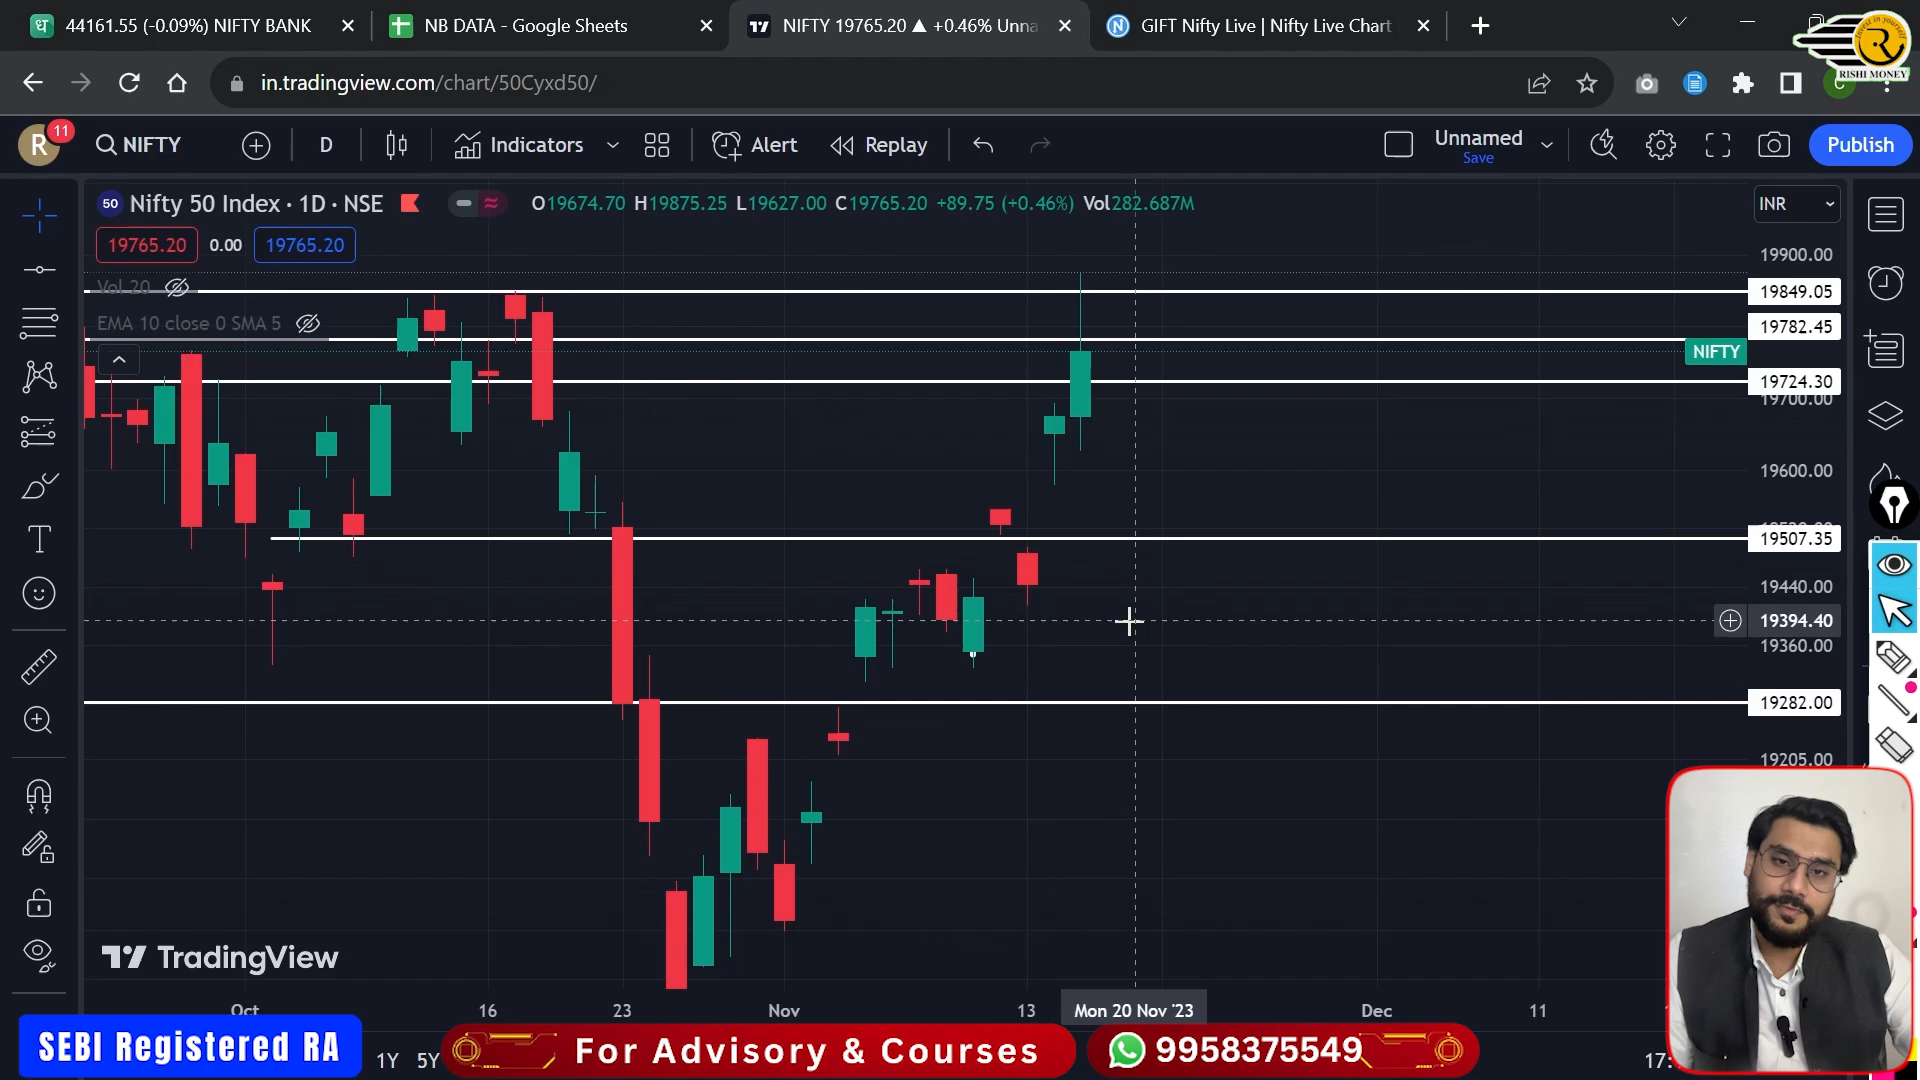 44161.55 (-0.09%) NIFTY BANK
NB DATA - Google Sheets
NIFTY 19765.20 ▲ +0.46% Unna
GIFT Nifty Live | Nifty Live Chart
RISHI MONEY
in.tradingview.com/chart/50Cyxd50/
R
11
NIFTY
D
Indicators
Alert
Replay
Unnamed
Save
Publish
50 Nifty 50 Index · 1D · NSE
O19674.70 H19875.25 L19627.00 C19765.20 +89.75 (+0.46%) Vol282.687M
INR
19765.20 0.00 19765.20
19900.00
Vol 20
19849.05
EMA 10 close 0 SMA 5
19782.45
NIFTY
19724.30
19700.00
19600.00
19507.35
19440.00
19394.40
19360.00
19282.00
19205.00
TradingView
Oct
16
23
Nov
13
Mon 20 Nov '23
Dec
11
SEBI Registered RA
1Y 5Y
For Advisory & Courses
9958375549